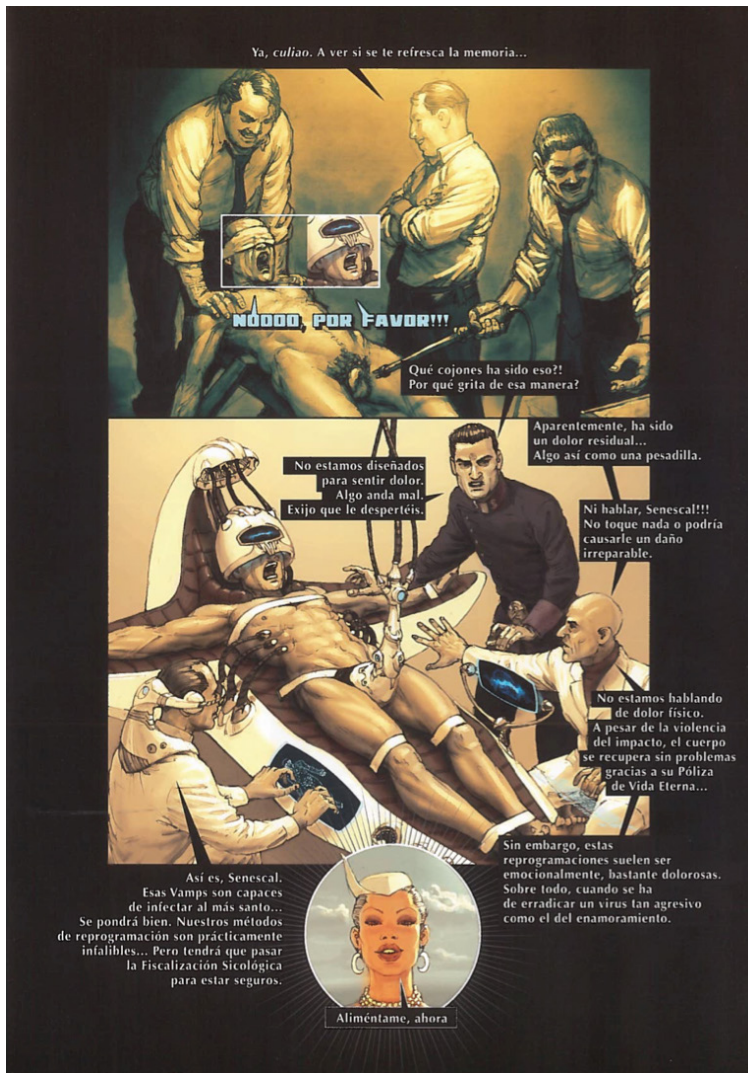 Ya, culiao. A ver si se te refresca la memoria...
NOOOO, POR FAVOR!!!
Qué cojones ha sido eso?!
Por qué grita de esa manera?
Aparentemente, ha sido
un dolor residual...
Algo así como una pesadilla.
No estamos diseñados
para sentir dolor.
Algo anda mal.
Exijo que le despertéis.
Ni hablar, Senescal!!!
No toque nada o podría
causarle un daño
irreparable.
No estamos hablando
de dolor físico.
A pesar de la violencia
del impacto, el cuerpo
se recupera sin problemas
gracias a su Póliza
de Vida Eterna...
Sin embargo, estas
reprogramaciones suelen ser
emocionalmente, bastante dolorosas.
Sobre todo, cuando se ha
de erradicar un virus tan agresivo
como el del enamoramiento.
Así es, Senescal.
Esas Vamps son capaces
de infectar al más santo...
Se pondrá bien. Nuestros métodos
de reprogramación son prácticamente
infalibles... Pero tendrá que pasar
la Fiscalización Sicológica
para estar seguros.
Aliméntame, ahora